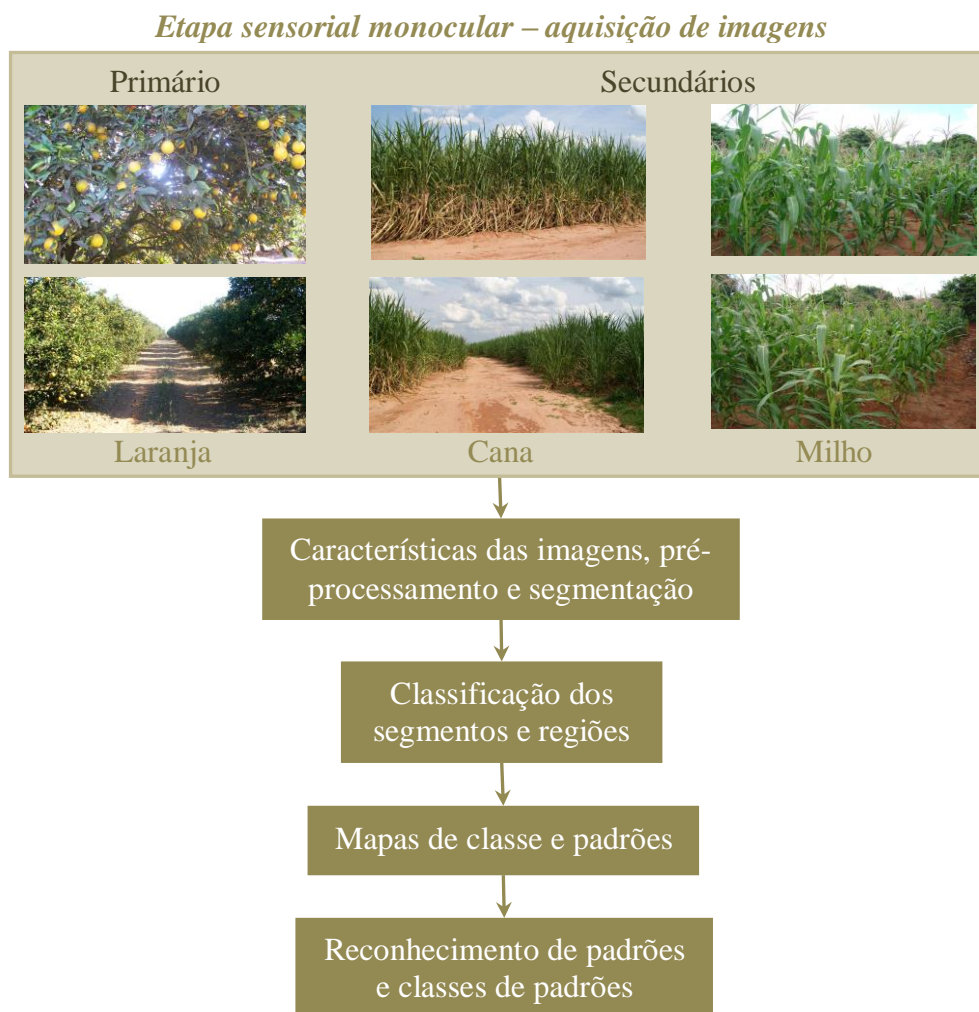 Etapa sensorial monocular – aquisição de imagens
Primário
Secundários
Laranja
Cana
Milho
Características das imagens, pré-
processamento e segmentação
Classificação dos
segmentos e regiões
Mapas de classe e padrões
Reconhecimento de padrões
e classes de padrões